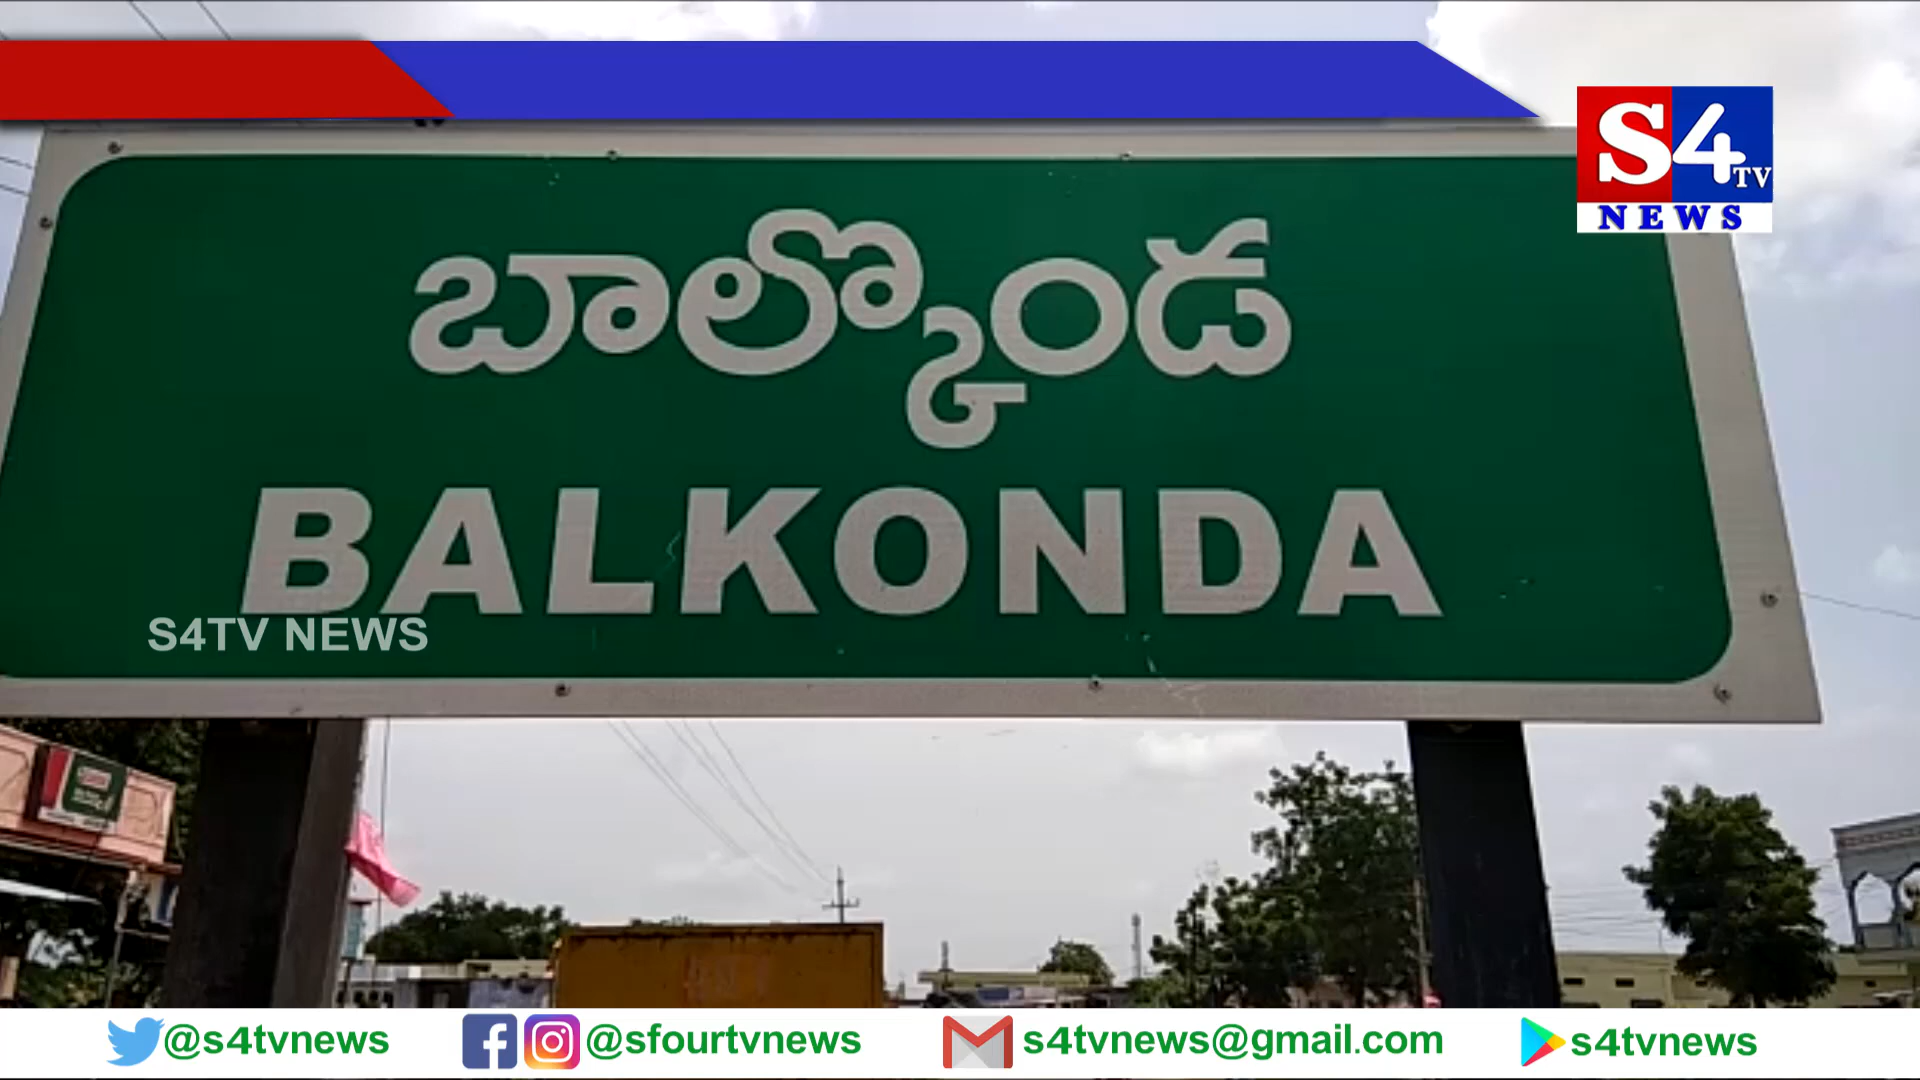 S4
TV
NEWS
బాల్కొండ
BALKONDA
S4TV NEWS
@s4tvnews
@sfourtvnews
s4tvnews@gmail.com
s4tvnews